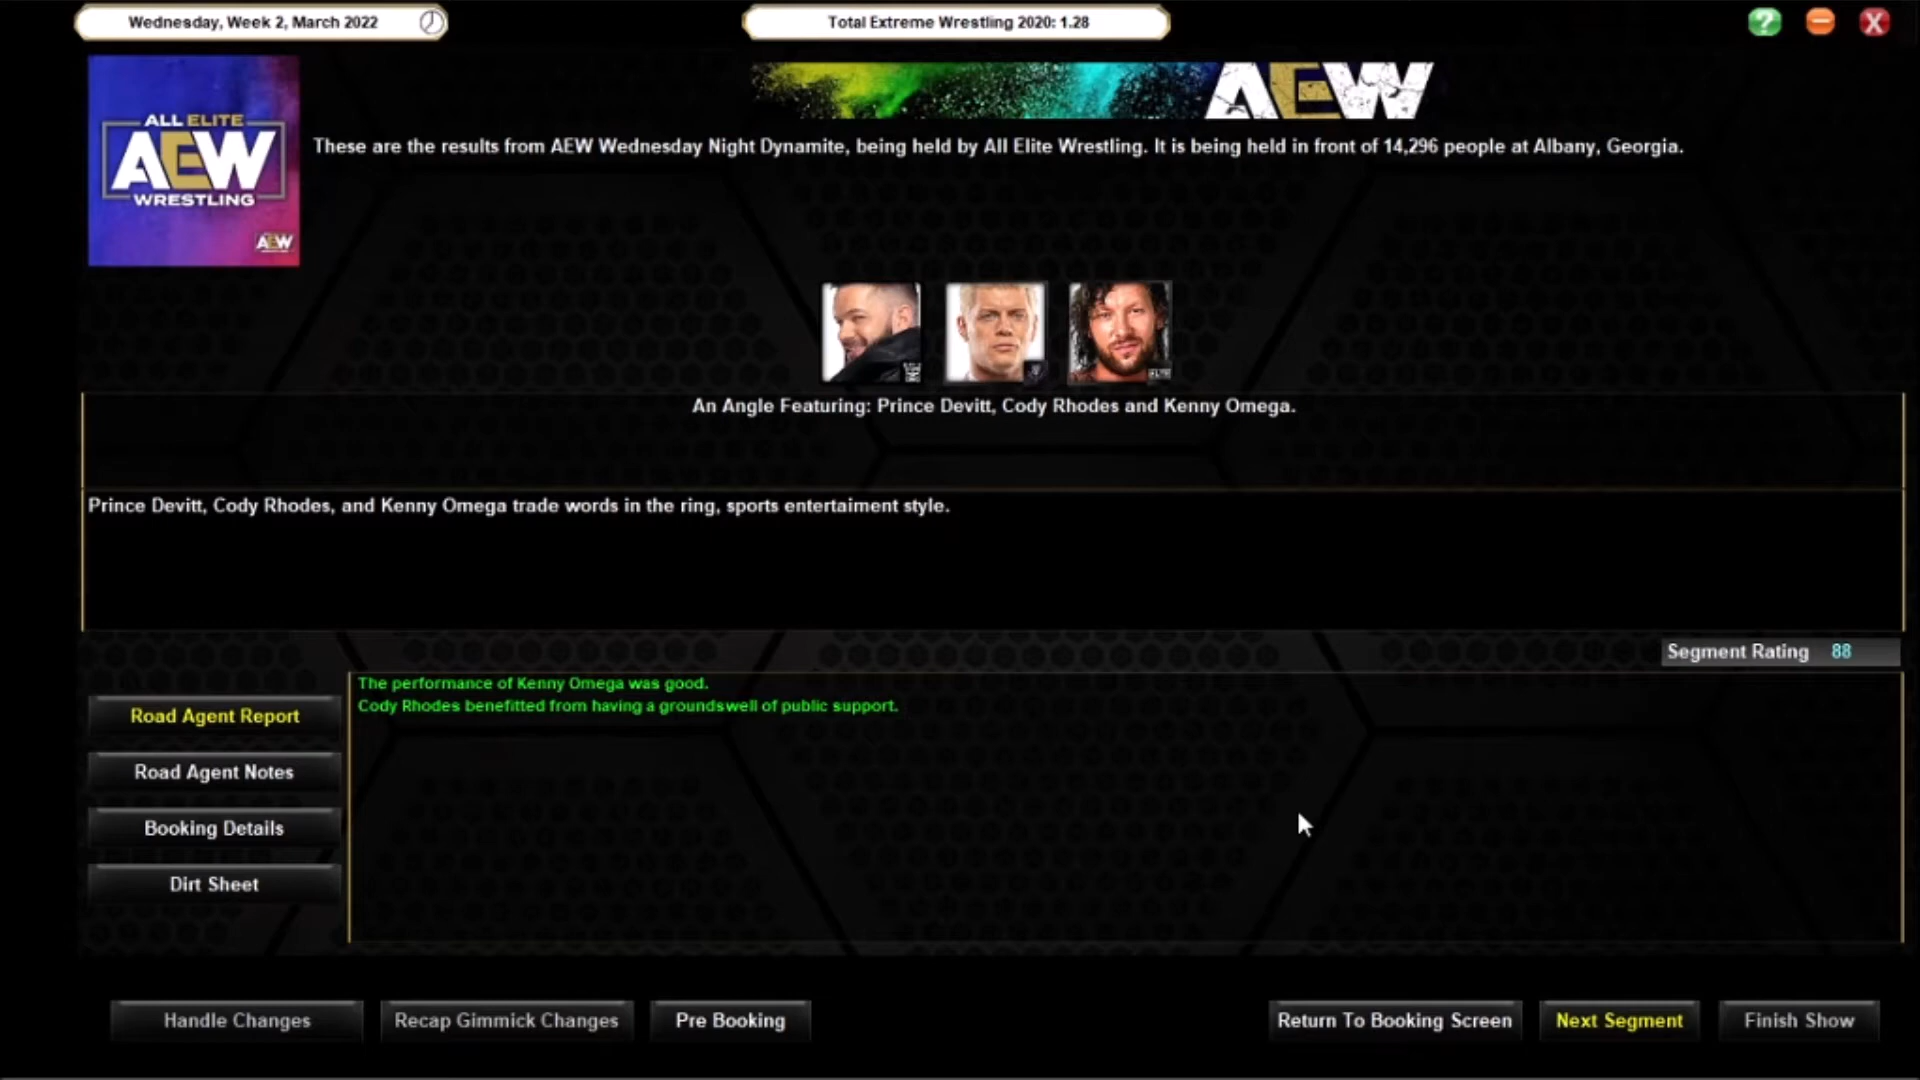 Wednesday, Week 2, March 2022
Total Extreme Wrestling 2020: 1.28
?
X
ALL ELITE
AEW
WRESTLING
AEW
AEW
These are the results from AEW Wednesday Night Dynamite, being held by All Elite Wrestling. It is being held in front of 14,296 people at Albany, Georgia.
An Angle Featuring: Prince Devitt, Cody Rhodes and Kenny Omega.
Prince Devitt, Cody Rhodes, and Kenny Omega trade words in the ring, sports entertaiment style.
Segment Rating 88
The performance of Kenny Omega was good.
Cody Rhodes benefitted from having a groundswell of public support.
Road Agent Report
Road Agent Notes
Booking Details
Dirt Sheet
Handle Changes
Recap Gimmick Changes
Pre Booking
Return To Booking Screen
Next Segment
Finish Show